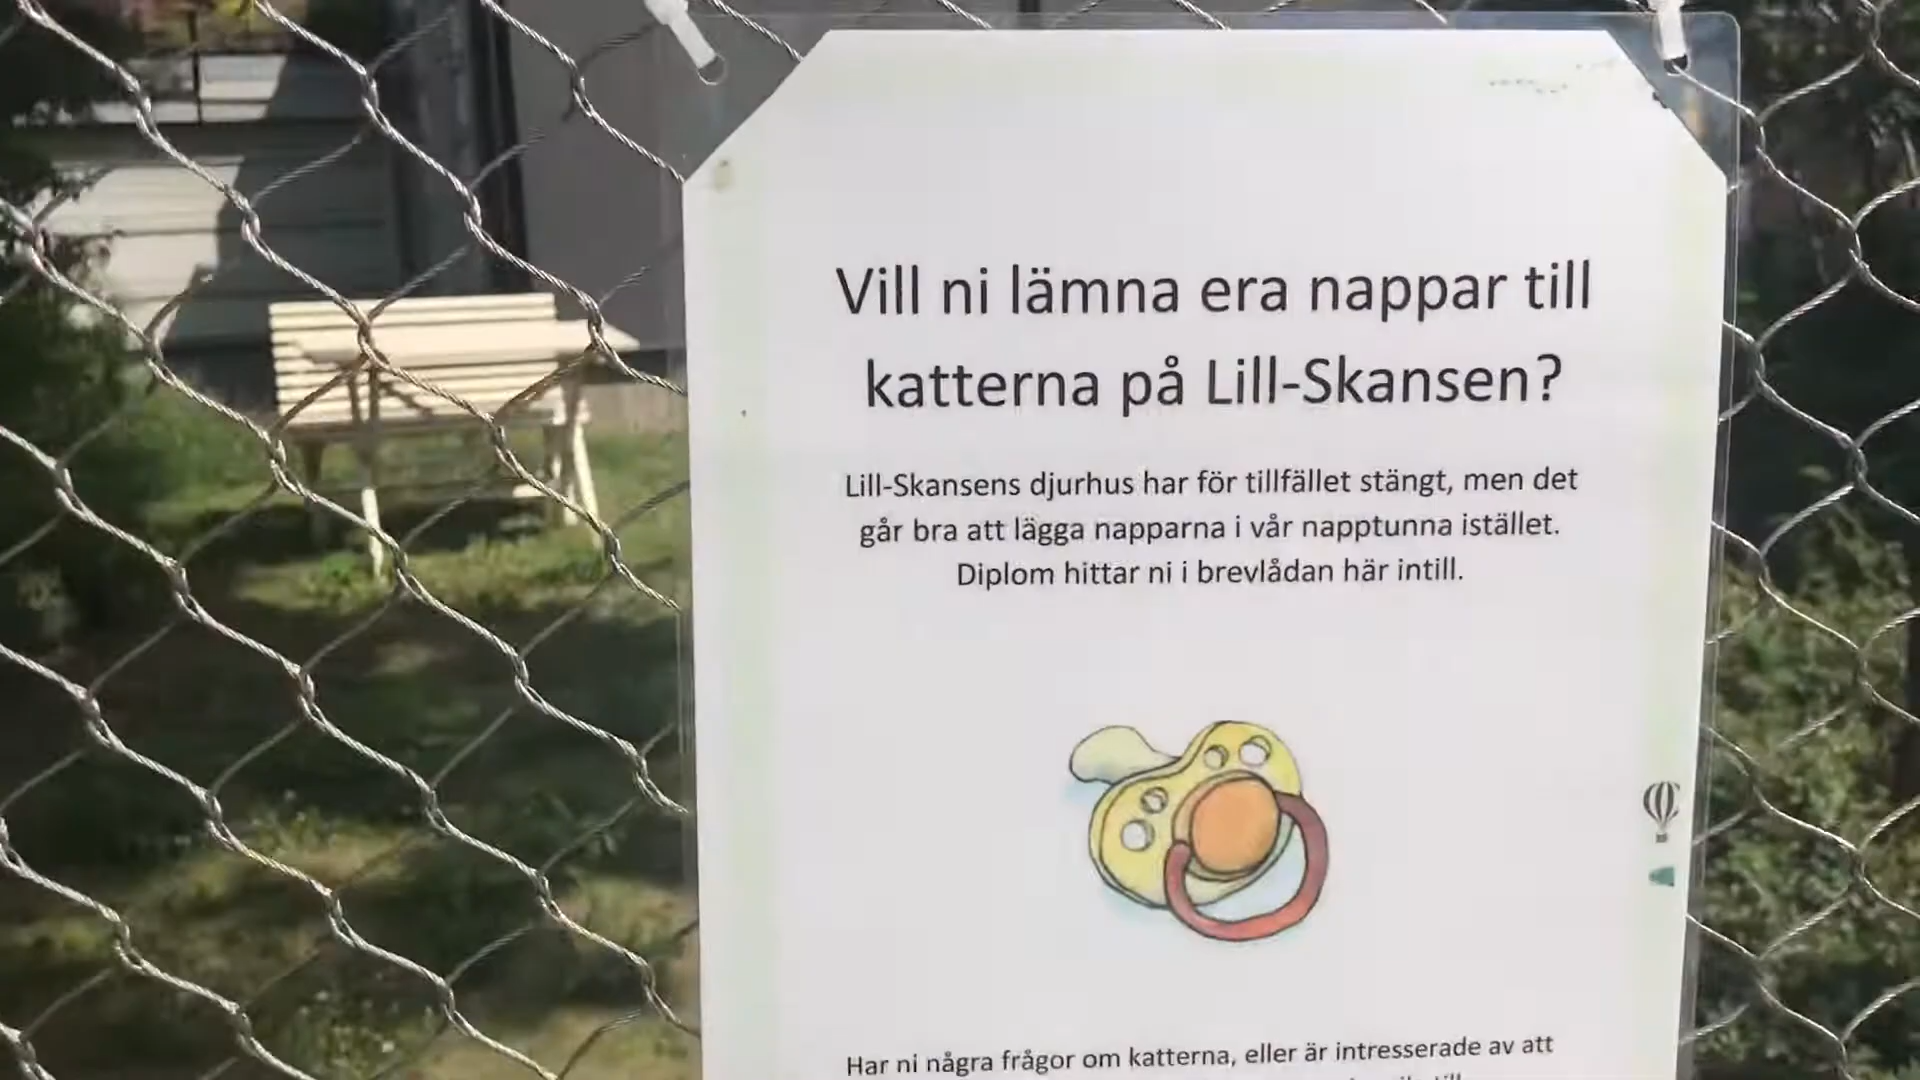 Vill ni lämna era nappar till
katterna på Lill-Skansen?
Lill-Skansens djurhus har för tillfället stängt, men det
går bra att lägga napparna i vår napptunna istället.
Diplom hittar ni i brevlådan här intill.
Har ni några frågor om katterna, eller är intresserade av att